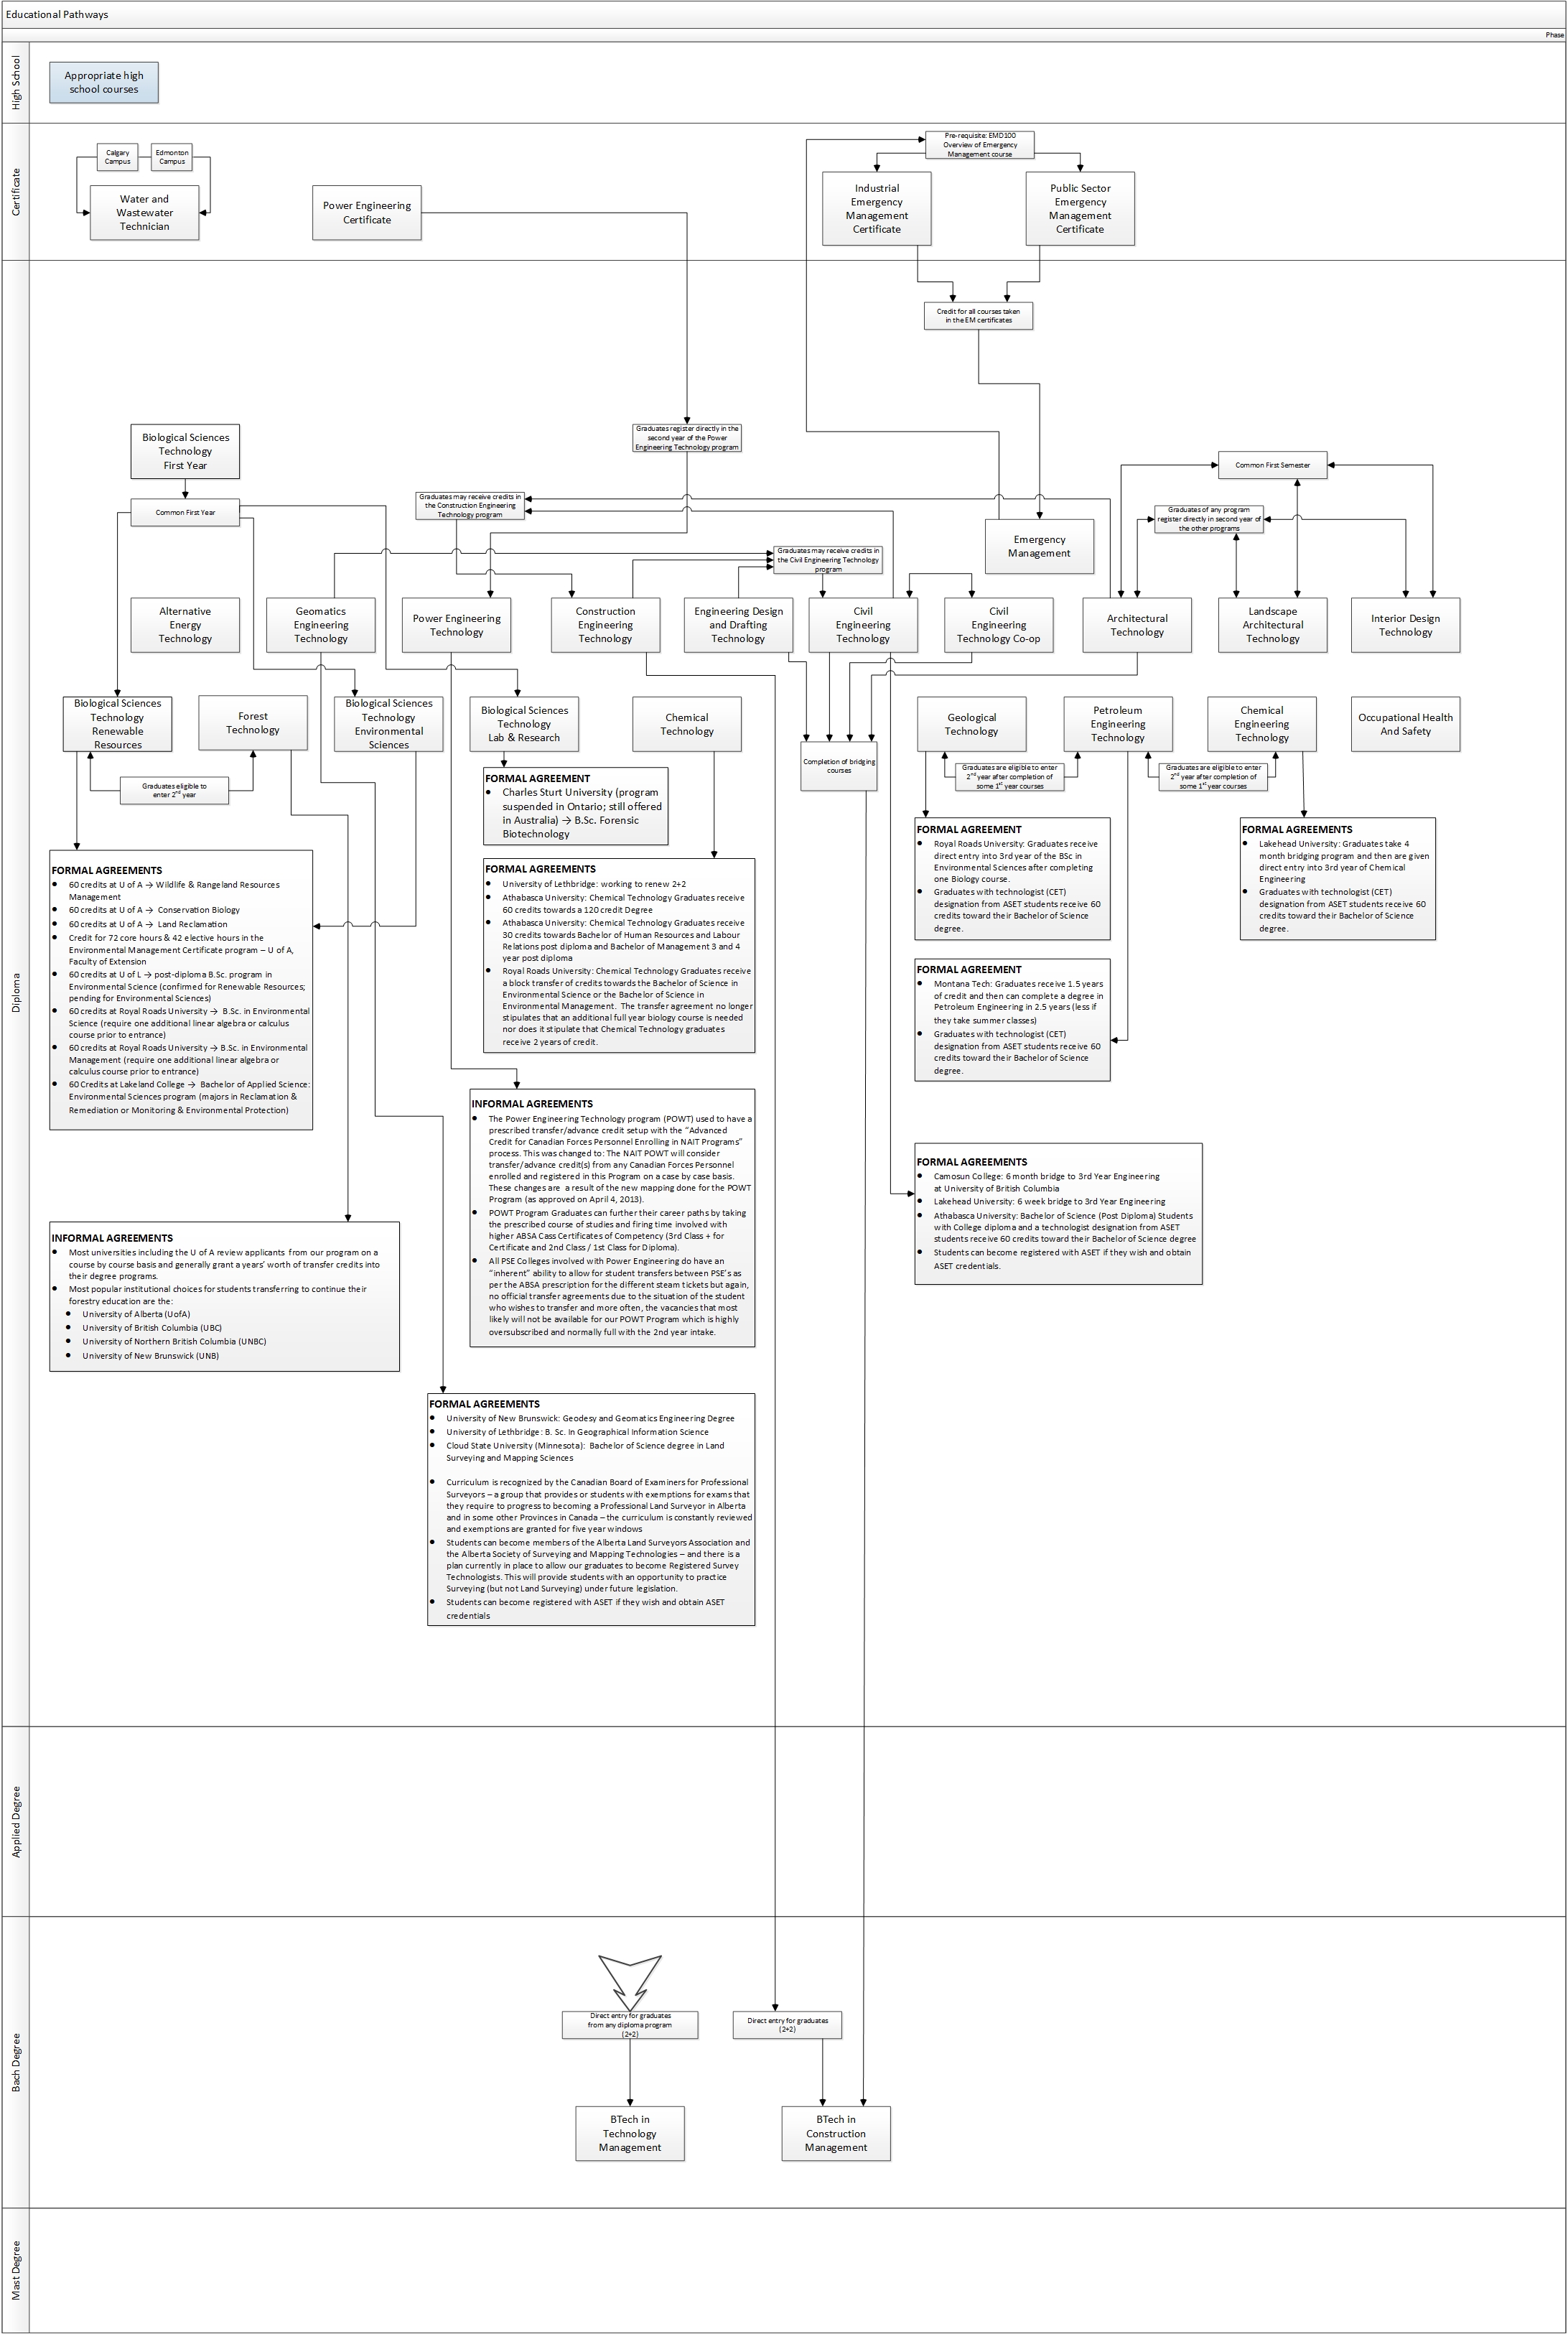 Educational Pathways
Phase
High School
Appropriate high
school courses
Certificate
Calgary
Campus
Edmonton
Campus
Water and
Wastewater
Technician
Power Engineering
Certificate
Pre-requisite: EMD100
Overview of Emergency
Management course
Industrial
Emergency
Management
Certificate
Public Sector
Emergency
Management
Certificate
Diploma
Credit for all courses taken
in the EM certificates
Biological Sciences
Technology
First Year
Graduates register directly in the
second year of the Power
Engineering Technology program
Common First Semester
Common First Year
Graduates may receive credits in
the Construction Engineering
Technology program
Graduates of any program
register directly in second year of
the other programs
Emergency
Management
Graduates may receive credits in
the Civil Engineering Technology
program
Alternative
Energy
Technology
Geomatics
Engineering
Technology
Power Engineering
Technology
Construction
Engineering
Technology
Engineering Design
and Drafting
Technology
Civil
Engineering
Technology
Civil
Engineering
Technology Co-op
Architectural
Technology
Landscape
Architectural
Technology
Interior Design
Technology
Biological Sciences
Technology
Renewable
Resources
Forest
Technology
Biological Sciences
Technology
Environmental
Sciences
Biological Sciences
Technology
Lab & Research
Chemical
Technology
Geological
Technology
Petroleum
Engineering
Technology
Chemical
Engineering
Technology
Occupational Health
And Safety
Graduates eligible to
enter 2nd year
Completion of bridging
courses
Graduates are eligible to enter
2nd year after completion of
some 1st year courses
Graduates are eligible to enter
2nd year after completion of
some 1st year courses
FORMAL AGREEMENT
• Charles Sturt University (program
suspended in Ontario; still offered
in Australia) → B.Sc. Forensic
Biotechnology
FORMAL AGREEMENTS
• 60 credits at U of A → Wildlife & Rangeland Resources
Management
• 60 credits at U of A → Conservation Biology
• 60 credits at U of A → Land Reclamation
• Credit for 72 core hours & 42 elective hours in the
Environmental Management Certificate program – U of A,
Faculty of Extension
• 60 credits at U of L → post-diploma B.Sc. program in
Environmental Science (confirmed for Renewable Resources;
pending for Environmental Sciences)
• 60 credits at Royal Roads University → B.Sc. in Environmental
Science (require one additional linear algebra or calculus
course prior to entrance)
• 60 credits at Royal Roads University → B.Sc. in Environmental
Management (require one additional linear algebra or
calculus course prior to entrance)
• 60 Credits at Lakeland College → Bachelor of Applied Science:
Environmental Sciences program (majors in Reclamation &
Remediation or Monitoring & Environmental Protection)
FORMAL AGREEMENTS
• University of Lethbridge: working to renew 2+2
• Athabasca University: Chemical Technology Graduates receive
60 credits towards a 120 credit Degree
• Athabasca University: Chemical Technology Graduates receive
30 credits towards Bachelor of Human Resources and Labour
Relations post diploma and Bachelor of Management 3 and 4
year post diploma
• Royal Roads University: Chemical Technology Graduates receive
a block transfer of credits towards the Bachelor of Science in
Environmental Science or the Bachelor of Science in
Environmental Management. The transfer agreement no longer
stipulates that an additional full year biology course is needed
nor does it stipulate that Chemical Technology graduates
receive 2 years of credit.
FORMAL AGREEMENT
• Royal Roads University: Graduates receive
direct entry into 3rd year of the BSc in
Environmental Sciences after completing
one Biology course.
• Graduates with technologist (CET)
designation from ASET students receive 60
credits toward their Bachelor of Science
degree.
FORMAL AGREEMENTS
• Lakehead University: Graduates take 4
month bridging program and then are given
direct entry into 3rd year of Chemical
Engineering
• Graduates with technologist (CET)
designation from ASET students receive 60
credits toward their Bachelor of Science
degree.
FORMAL AGREEMENT
• Montana Tech: Graduates receive 1.5 years
of credit and then can complete a degree in
Petroleum Engineering in 2.5 years (less if
they take summer classes)
• Graduates with technologist (CET)
designation from ASET students receive 60
credits toward their Bachelor of Science
degree.
INFORMAL AGREEMENTS
• The Power Engineering Technology program (POWT) used to have a
prescribed transfer/advance credit setup with the “Advanced
Credit for Canadian Forces Personnel Enrolling in NAIT Programs”
process. This was changed to: The NAIT POWT will consider
transfer/advance credit(s) from any Canadian Forces Personnel
enrolled and registered in this Program on a case by case basis.
These changes are a result of the new mapping done for the POWT
Program (as approved on April 4, 2013).
• POWT Program Graduates can further their career paths by taking
the prescribed course of studies and firing time involved with
higher ABSA Cass Certificates of Competency (3rd Class + for
Certificate and 2nd Class / 1st Class for Diploma).
• All PSE Colleges involved with Power Engineering do have an
“inherent” ability to allow for student transfers between PSE’s as
per the ABSA prescription for the different steam tickets but again,
no official transfer agreements due to the situation of the student
who wishes to transfer and more often, the vacancies that most
likely will not be available for our POWT Program which is highly
oversubscribed and normally full with the 2nd year intake.
FORMAL AGREEMENTS
• Camosun College: 6 month bridge to 3rd Year Engineering
at University of British Columbia
• Lakehead University: 6 week bridge to 3rd Year Engineering
• Athabasca University: Bachelor of Science (Post Diploma) Students
with College diploma and a technologist designation from ASET
students receive 60 credits toward their Bachelor of Science degree
• Students can become registered with ASET if they wish and obtain
ASET credentials.
INFORMAL AGREEMENTS
• Most universities including the U of A review applicants from our program on a
course by course basis and generally grant a years’ worth of transfer credits into
their degree programs.
• Most popular institutional choices for students transferring to continue their
forestry education are the:
• University of Alberta (UofA)
• University of British Columbia (UBC)
• University of Northern British Columbia (UNBC)
• University of New Brunswick (UNB)
FORMAL AGREEMENTS
• University of New Brunswick: Geodesy and Geomatics Engineering Degree
• University of Lethbridge: B. Sc. In Geographical Information Science
• Cloud State University (Minnesota): Bachelor of Science degree in Land
Surveying and Mapping Sciences
• Curriculum is recognized by the Canadian Board of Examiners for Professional
Surveyors – a group that provides or students with exemptions for exams that
they require to progress to becoming a Professional Land Surveyor in Alberta
and in some other Provinces in Canada – the curriculum is constantly reviewed
and exemptions are granted for five year windows
• Students can become members of the Alberta Land Surveyors Association and
the Alberta Society of Surveying and Mapping Technologies – and there is a
plan currently in place to allow our graduates to become Registered Survey
Technologists. This will provide students with an opportunity to practice
Surveying (but not Land Surveying) under future legislation.
• Students can become registered with ASET if they wish and obtain ASET
credentials
Applied Degree
Bach Degree
Direct entry for graduates
from any diploma program
(2+2)
Direct entry for graduates
(2+2)
BTech in
Technology
Management
BTech in
Construction
Management
Mast Degree